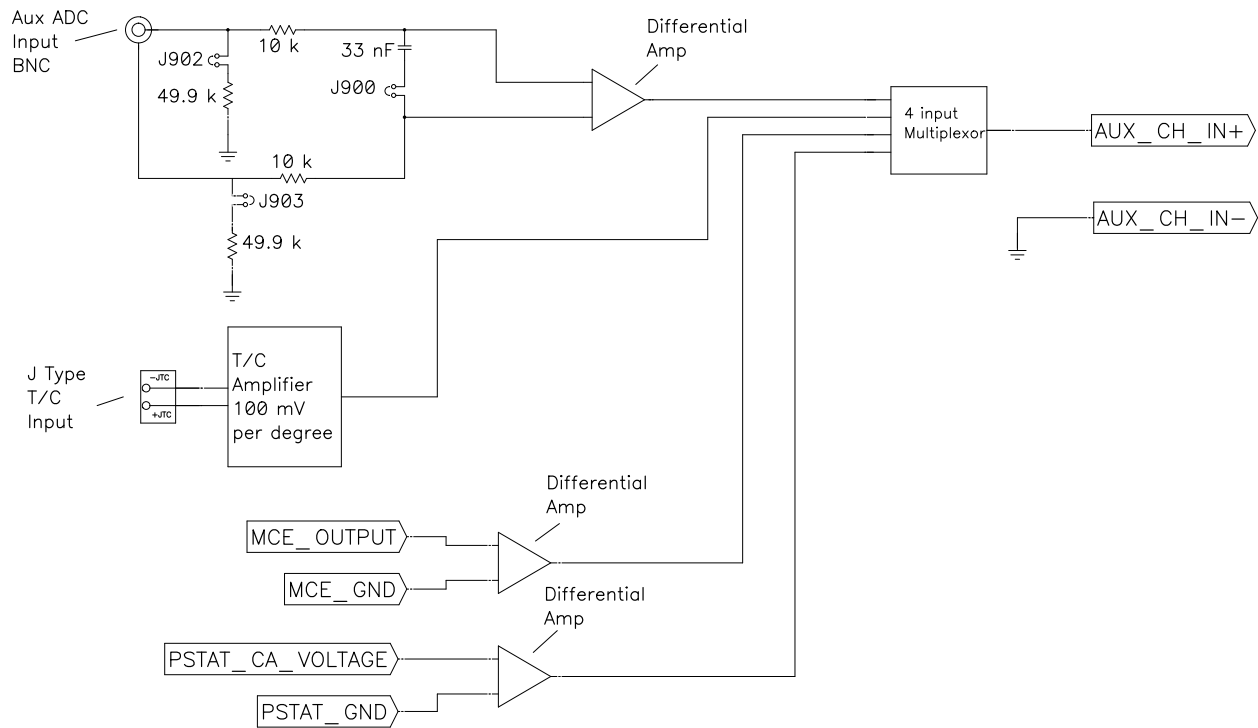 Aux ADC
Input
BNC
J902
49.9 k
10 k
33 nF
J900
10 k
J903
49.9 k
Differential
Amp
4 input
Multiplexor
AUX_CH_IN+
AUX_CH_IN−
J Type
T/C
Input
−JTC
+JTC
T/C
Amplifier
100 mV
per degree
Differential
Amp
MCE_OUTPUT
MCE_GND
Differential
Amp
PSTAT_CA_VOLTAGE
PSTAT_GND